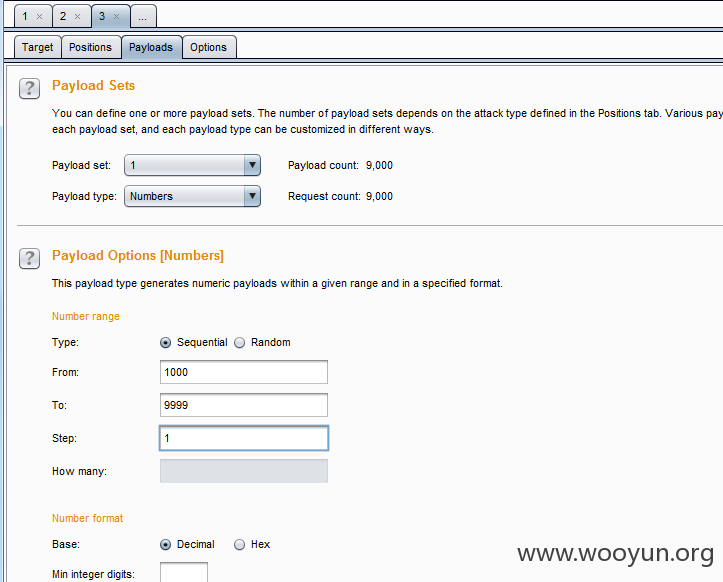 1 × 2 × 3 × ...
Target Positions Payloads Options
? Payload Sets
You can define one or more payload sets. The number of payload sets depends on the attack type defined in the Positions tab. Various pay
each payload set, and each payload type can be customized in different ways.
Payload set: 1 Payload count: 9,000
Payload type: Numbers Request count: 9,000
? Payload Options [Numbers]
This payload type generates numeric payloads within a given range and in a specified format.
Number range
Type: Sequential Random
From: 1000
To: 9999
Step: 1
How many:
Number format
Base: Decimal Hex
Min integer digits:
www.wooyun.org